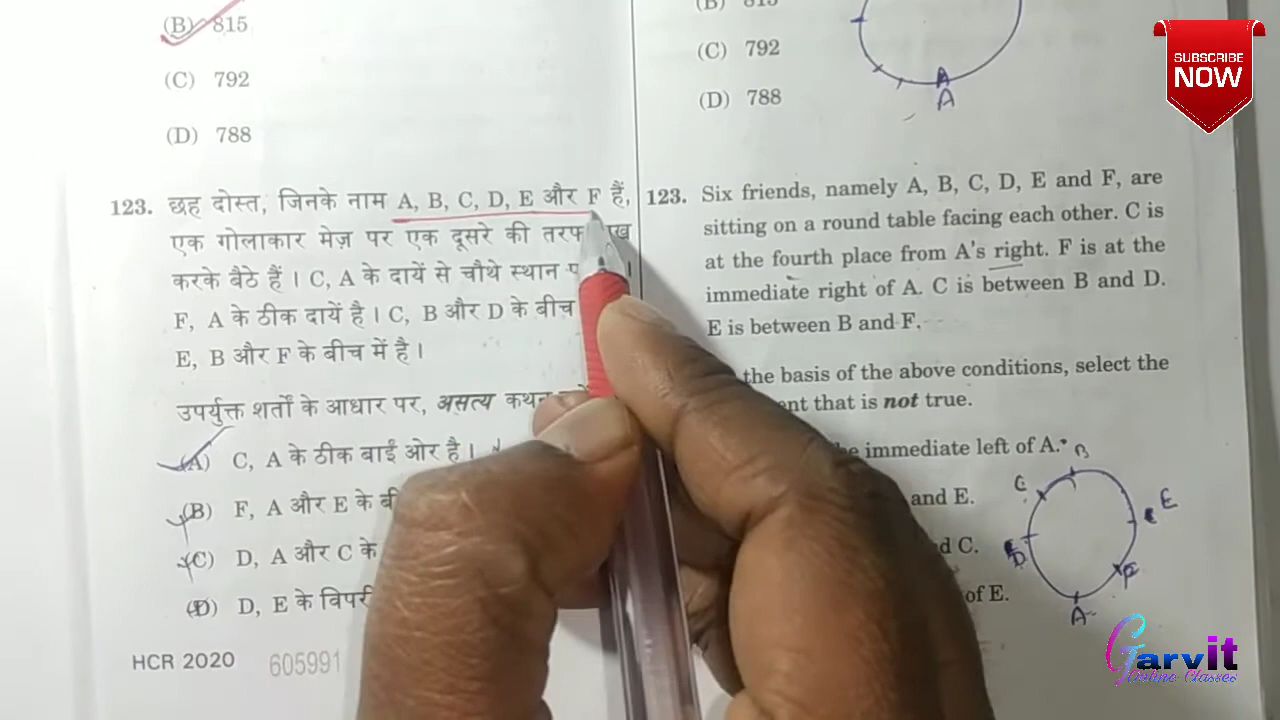 (B) 815
(C) 792
(D) 788
123. छह दोस्त, जिनके नाम A, B, C, D, E और F हैं,
एक गोलाकार मेज़ पर एक दूसरे की तरफ
करके बैठे हैं । C, A के दायें से चौथे स्थान
F, A के ठीक दायें है । C, B और D के बीच
E, B और F के बीच में है ।
उपर्युक्त शर्तों के आधार पर, असत्य कथन
(A) C, A के ठीक बाईं ओर है ।
(B) F, A और E के
(C) D, A और C के
(D) D, E के
HCR 2020 605991
(B) 815
(C) 792
(D) 788
A
A
123. Six friends, namely A, B, C, D, E and F, are
sitting on a round table facing each other. C is
at the fourth place from A's right. F is at the
immediate right of A. C is between B and D.
E is between B and F.
the basis of the above conditions, select the
that is not true.
immediate left of A.
and E.
C.
of E.
B
C
E
D
F
A
SUBSCRIBE
NOW
Garvit
Online Classes